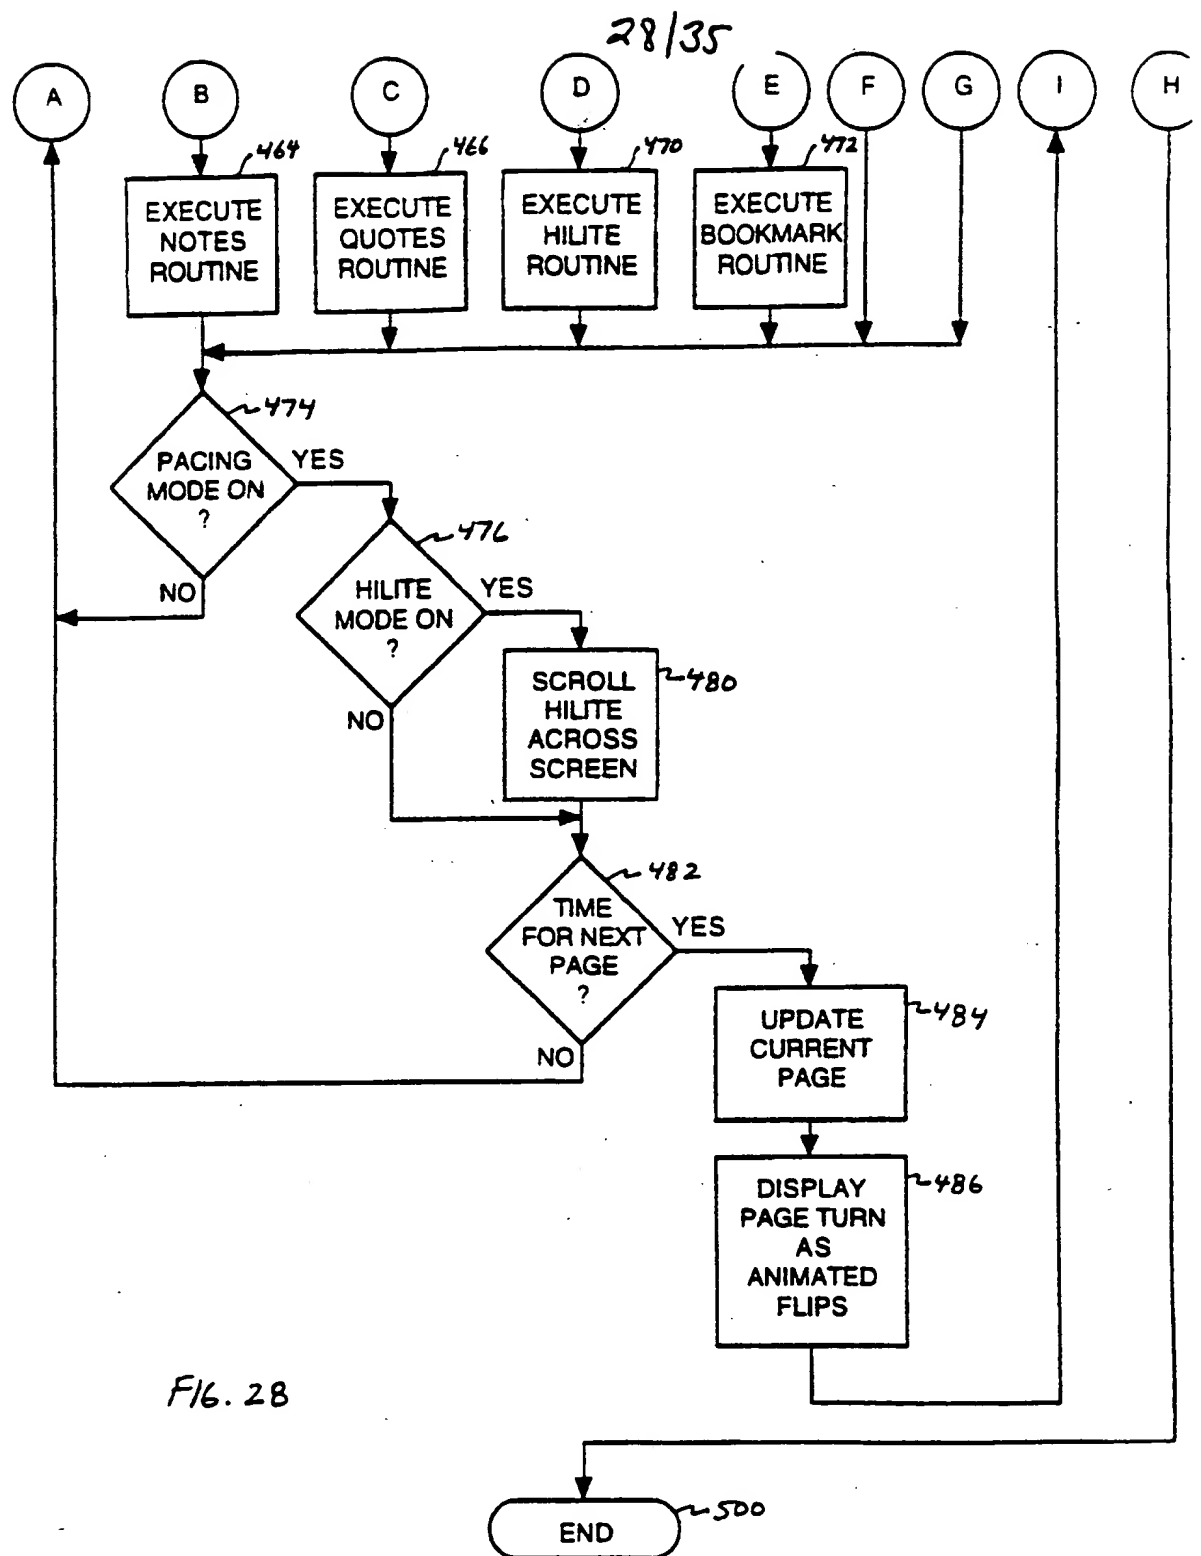 28/35
A B C D E F G I H
464 466 470 472
EXECUTE
NOTES
ROUTINE
EXECUTE
QUOTES
ROUTINE
EXECUTE
HILITE
ROUTINE
EXECUTE
BOOKMARK
ROUTINE
474
PACING
MODE ON
?
YES
NO
476
HILITE
MODE ON
?
YES
NO
480
SCROLL
HILITE
ACROSS
SCREEN
482
TIME
FOR NEXT
PAGE
?
YES
NO
484
UPDATE
CURRENT
PAGE
486
DISPLAY
PAGE TURN
AS
ANIMATED
FLIPS
FIG. 28
500
END